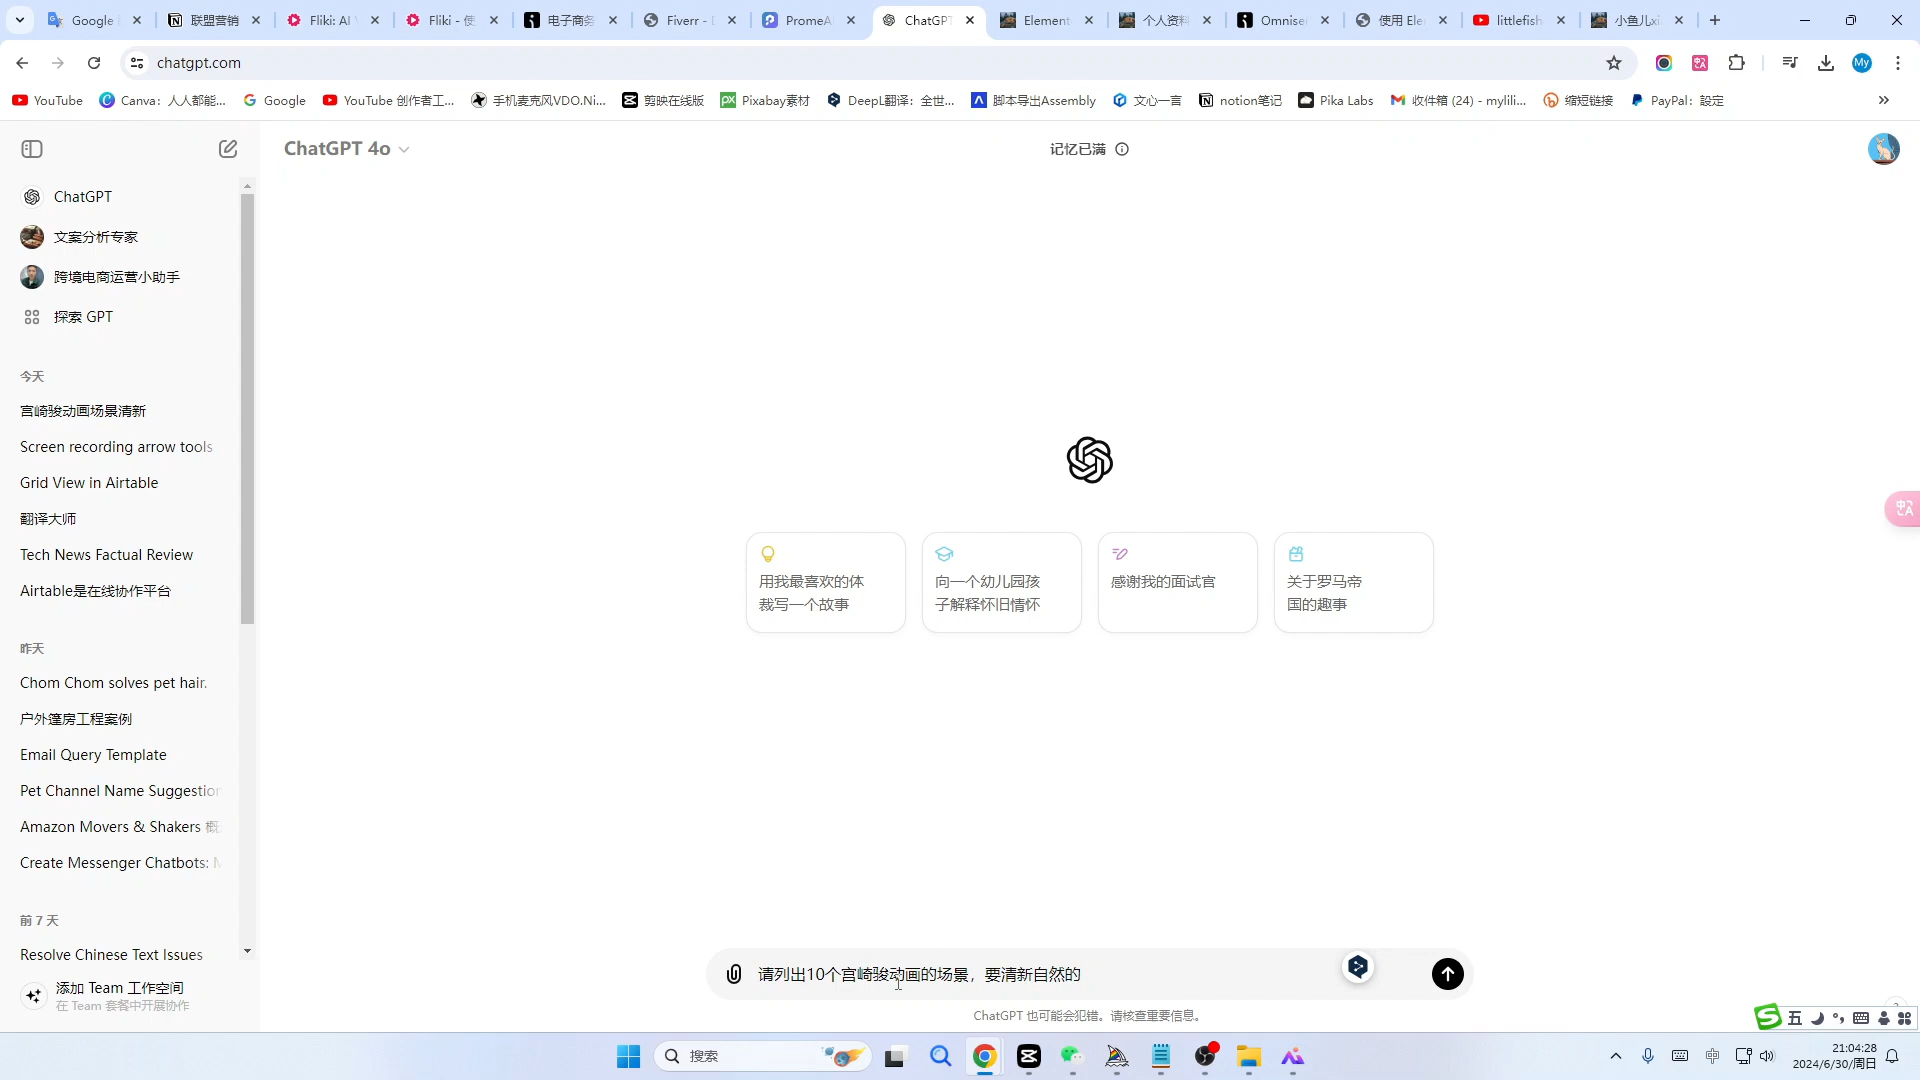 Google
联盟营销
Fliki: AI
Fliki - 使
电子商务
Fiverr -
PromeA
ChatGPT
Element
个人资料
Omnise
使用 Ele
littlefish
小鱼儿xi
chatgpt.com
My
YouTube
Canva：人人都能...
Google
YouTube 创作者工...
手机麦克风VDO.Ni...
剪映在线版
Pixabay素材
DeepL翻译：全世...
脚本导出Assembly
文心一言
notion笔记
Pika Labs
收件箱 (24) - mylili...
缩短链接
PayPal：設定
ChatGPT 4o
记忆已满
ChatGPT
文案分析专家
跨境电商运营小助手
探索 GPT
今天
宫崎骏动画场景清新
Screen recording arrow tools
Grid View in Airtable
翻译大师
Tech News Factual Review
Airtable是在线协作平台
昨天
Chom Chom solves pet hair.
户外篷房工程案例
Email Query Template
Pet Channel Name Suggestion
Amazon Movers & Shakers 概
Create Messenger Chatbots: M
前 7 天
Resolve Chinese Text Issues
添加 Team 工作空间
在 Team 套餐中开展协作
用我最喜欢的体
裁写一个故事
向一个幼儿园孩
子解释怀旧情怀
感谢我的面试官
关于罗马帝
国的趣事
请列出10个宫崎骏动画的场景，要清新自然的
ChatGPT 也可能会犯错。请核查重要信息。
五
搜索
中
21:04:28
2024/6/30/周日